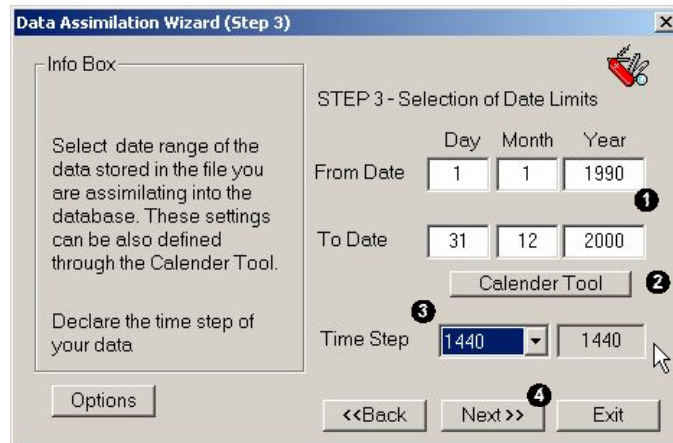 Data Assimilation Wizard (Step 3)
Info Box
Select date range of the
data stored in the file you
are assimilating into the
database. These settings
can be also defined
through the Calender Tool.
Declare the time step of
your data
Options
STEP 3 - Selection of Date Limits
Day Month Year
From Date 1 1 1990
1
To Date 31 12 2000
Calender Tool 2
3
Time Step 1440 1440
4
<<Back Next >> Exit